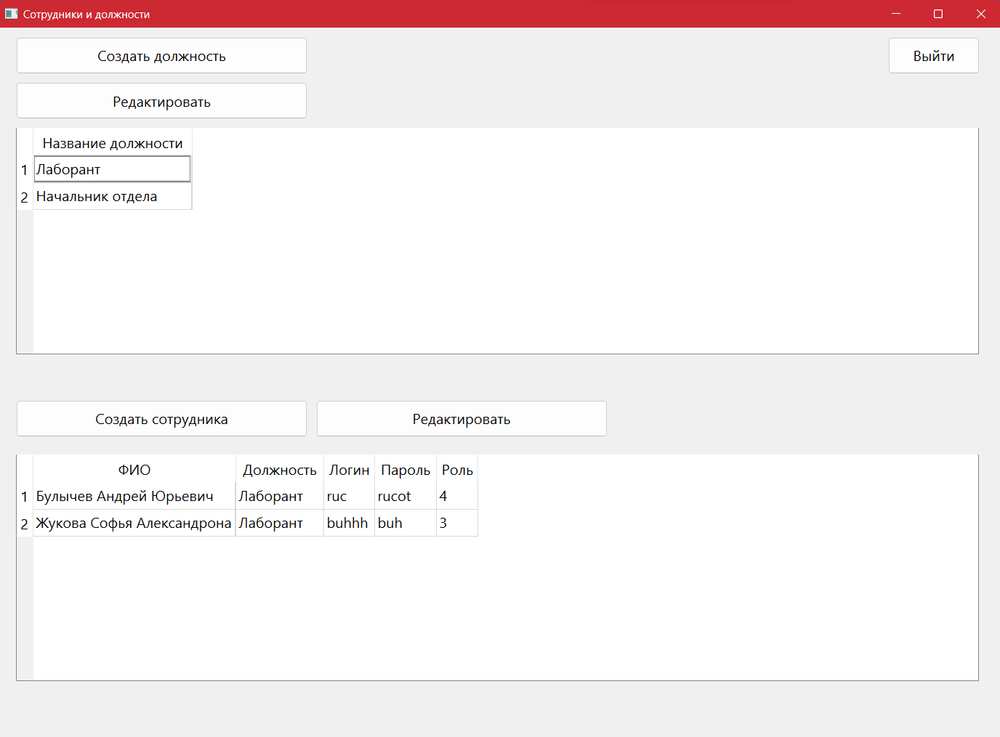 Сотрудники и должности
Создать должность
Выйти
Редактировать
Название должности
1 Лаборант
2 Начальник отдела
Создать сотрудника
Редактировать
ФИО Должность Логин Пароль Роль
1 Булычев Андрей Юрьевич Лаборант ruc rucot 4
2 Жукова Софья Александрона Лаборант buhhh buh 3